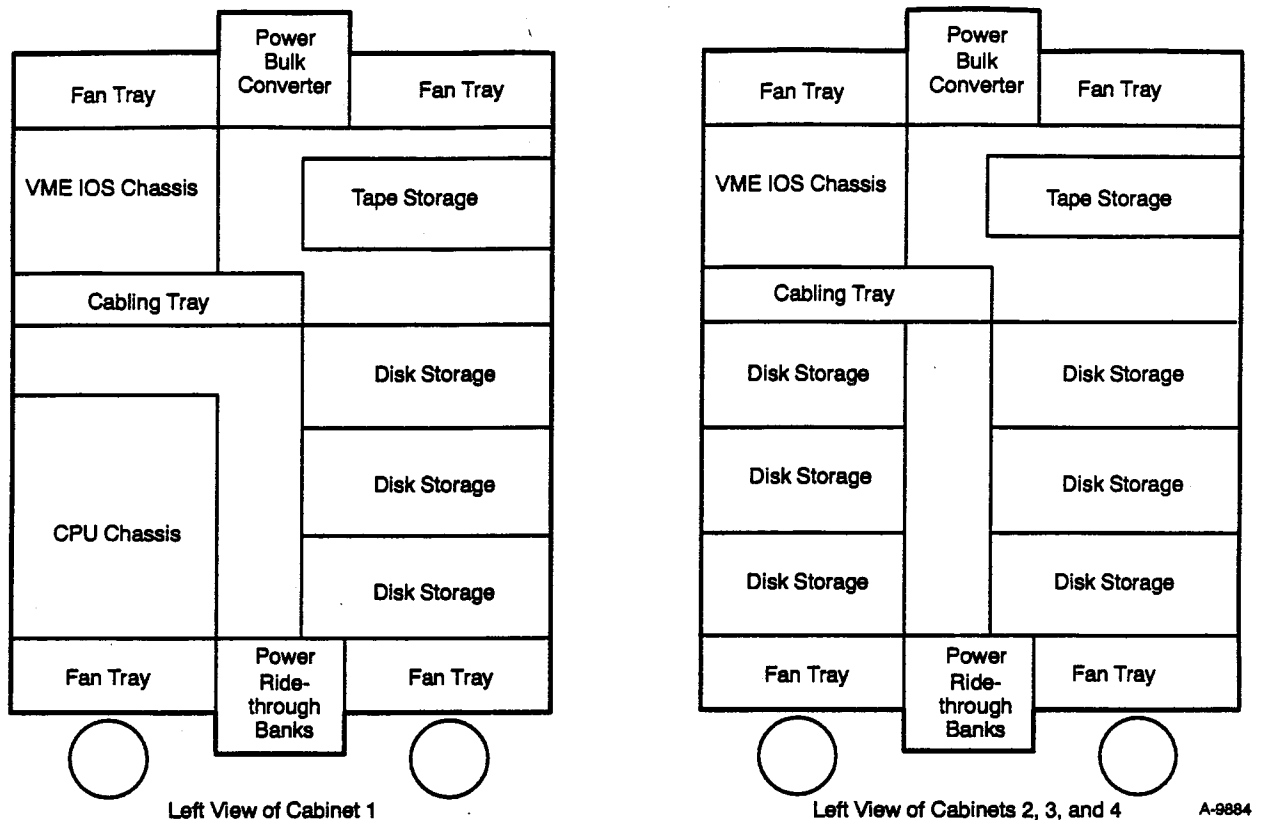 Power
Bulk
Converter
Fan Tray
Fan Tray
VME IOS Chassis
Tape Storage
Cabling Tray
Disk Storage
Disk Storage
CPU Chassis
Disk Storage
Fan Tray
Power
Ride-
through
Banks
Fan Tray
Left View of Cabinet 1
Power
Bulk
Converter
Fan Tray
Fan Tray
VME IOS Chassis
Tape Storage
Cabling Tray
Disk Storage
Disk Storage
Disk Storage
Disk Storage
Disk Storage
Disk Storage
Fan Tray
Power
Ride-
through
Banks
Fan Tray
Left View of Cabinets 2, 3, and 4
A-9884